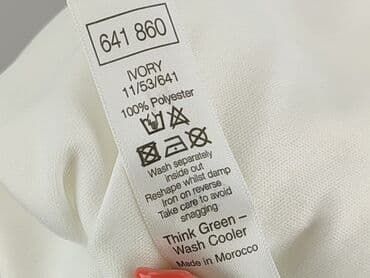 641 860
IVORY
11/53/641
100% Polyester
Wash separately
inside out
Reshape whilst damp
Iron on reverse
Take care to avoid
snagging
Think Green –
Wash Cooler
Made in Morocco